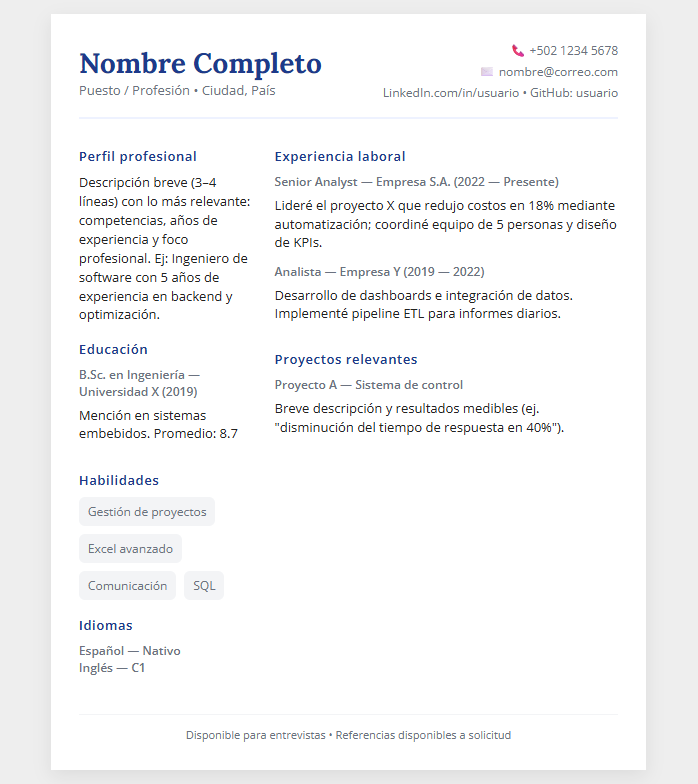 Nombre Completo
Puesto / Profesión • Ciudad, País
+502 1234 5678
nombre@correo.com
LinkedIn.com/in/usuario • GitHub: usuario
Perfil profesional
Descripción breve (3–4
líneas) con lo más relevante:
competencias, años de
experiencia y foco
profesional. Ej: Ingeniero de
software con 5 años de
experiencia en backend y
optimización.
Educación
B.Sc. en Ingeniería —
Universidad X (2019)
Mención en sistemas
embebidos. Promedio: 8.7
Habilidades
Gestión de proyectos
Excel avanzado
Comunicación SQL
Idiomas
Español — Nativo
Inglés — C1
Experiencia laboral
Senior Analyst — Empresa S.A. (2022 — Presente)
Lideré el proyecto X que redujo costos en 18% mediante
automatización; coordiné equipo de 5 personas y diseño
de KPIs.
Analista — Empresa Y (2019 — 2022)
Desarrollo de dashboards e integración de datos.
Implementé pipeline ETL para informes diarios.
Proyectos relevantes
Proyecto A — Sistema de control
Breve descripción y resultados medibles (ej.
"disminución del tiempo de respuesta en 40%").
Disponible para entrevistas • Referencias disponibles a solicitud